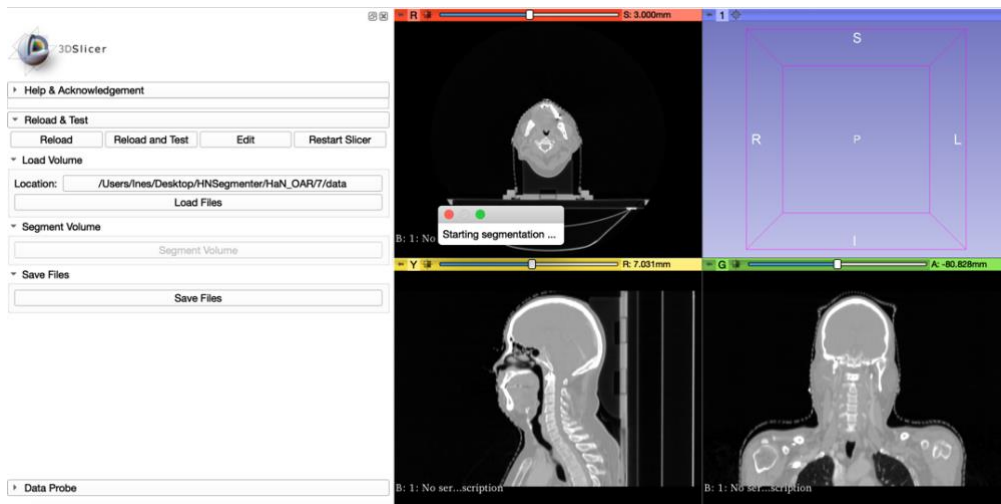 3DSlicer
Help & Acknowledgement
Reload & Test
Reload
Reload and Test
Edit
Restart Slicer
Load Volume
Location:
/Users/Ines/Desktop/HNSegmenter/HaN_OAR/7/data
Load Files
Segment Volume
Segment Volume
Save Files
Save Files
Data Probe
R
S: 3.000mm
B: 1: No
Starting segmentation ...
1
S
R
P
L
I
Y
R: 7.031mm
B: 1: No ser...scription
G
A: -80.828mm
B: 1: No ser...scription